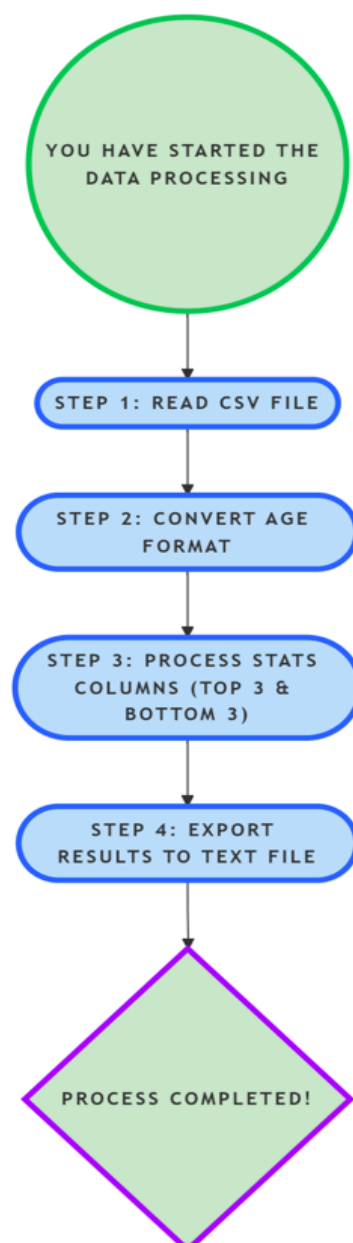 YOU HAVE STARTED THE
DATA PROCESSING
STEP 1: READ CSV FILE
STEP 2: CONVERT AGE
FORMAT
STEP 3: PROCESS STATS
COLUMNS (TOP 3 &
BOTTOM 3)
STEP 4: EXPORT
RESULTS TO TEXT FILE
PROCESS COMPLETED!